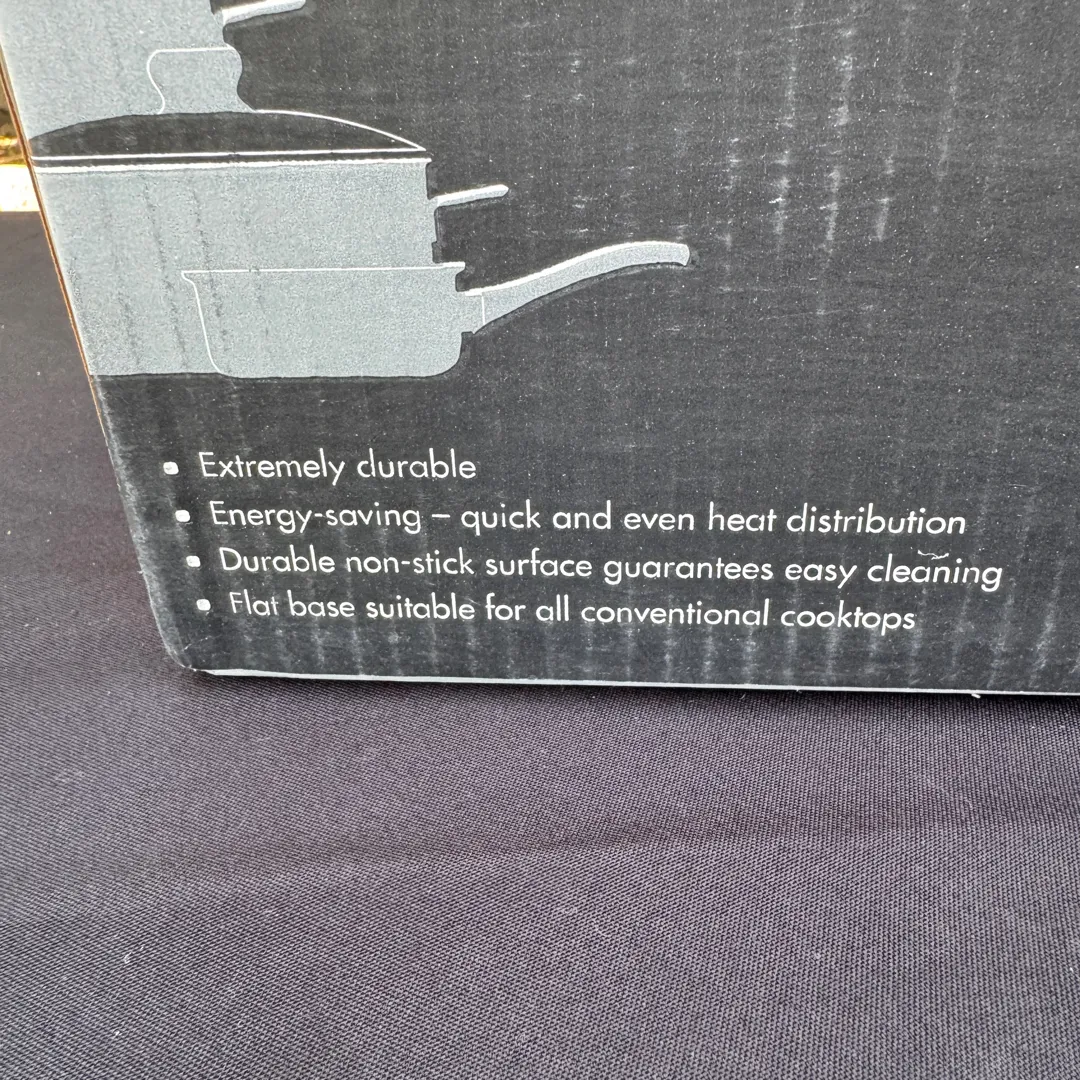 Extremely durable
Energy-saving – quick and even heat distribution
Durable non-stick surface guarantees easy cleaning
Flat base suitable for all conventional cooktops